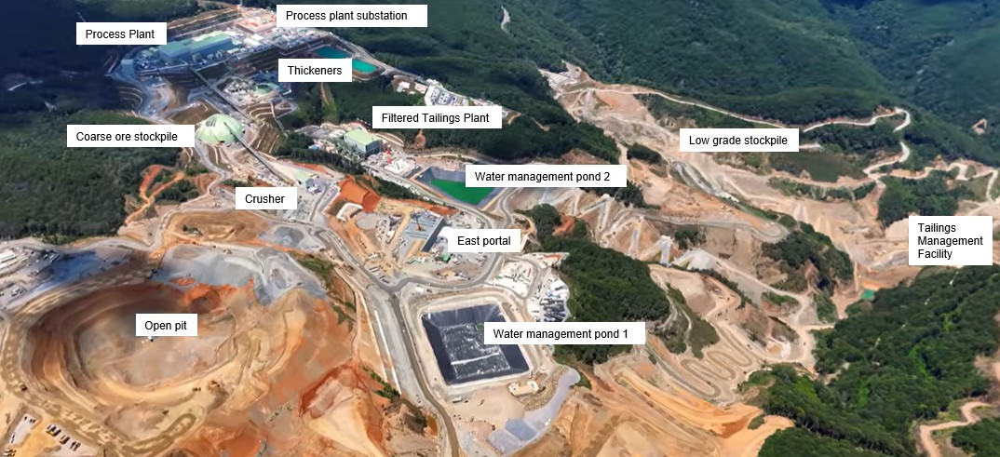 Process plant substation
Process Plant
Thickeners
Filtered Tailings Plant
Coarse ore stockpile
Low grade stockpile
Water management pond 2
Crusher
East portal
Tailings
Management
Facility
Open pit
Water management pond 1